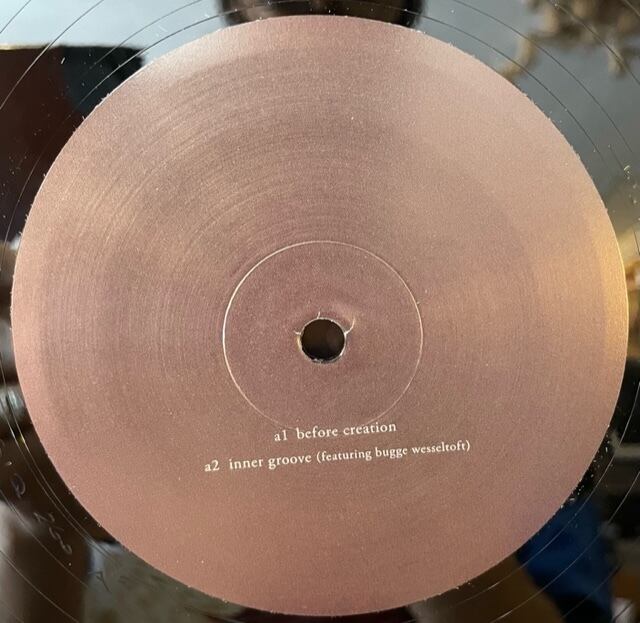 a1 before creation
a2 inner groove (featuring bugge wesseltoft)